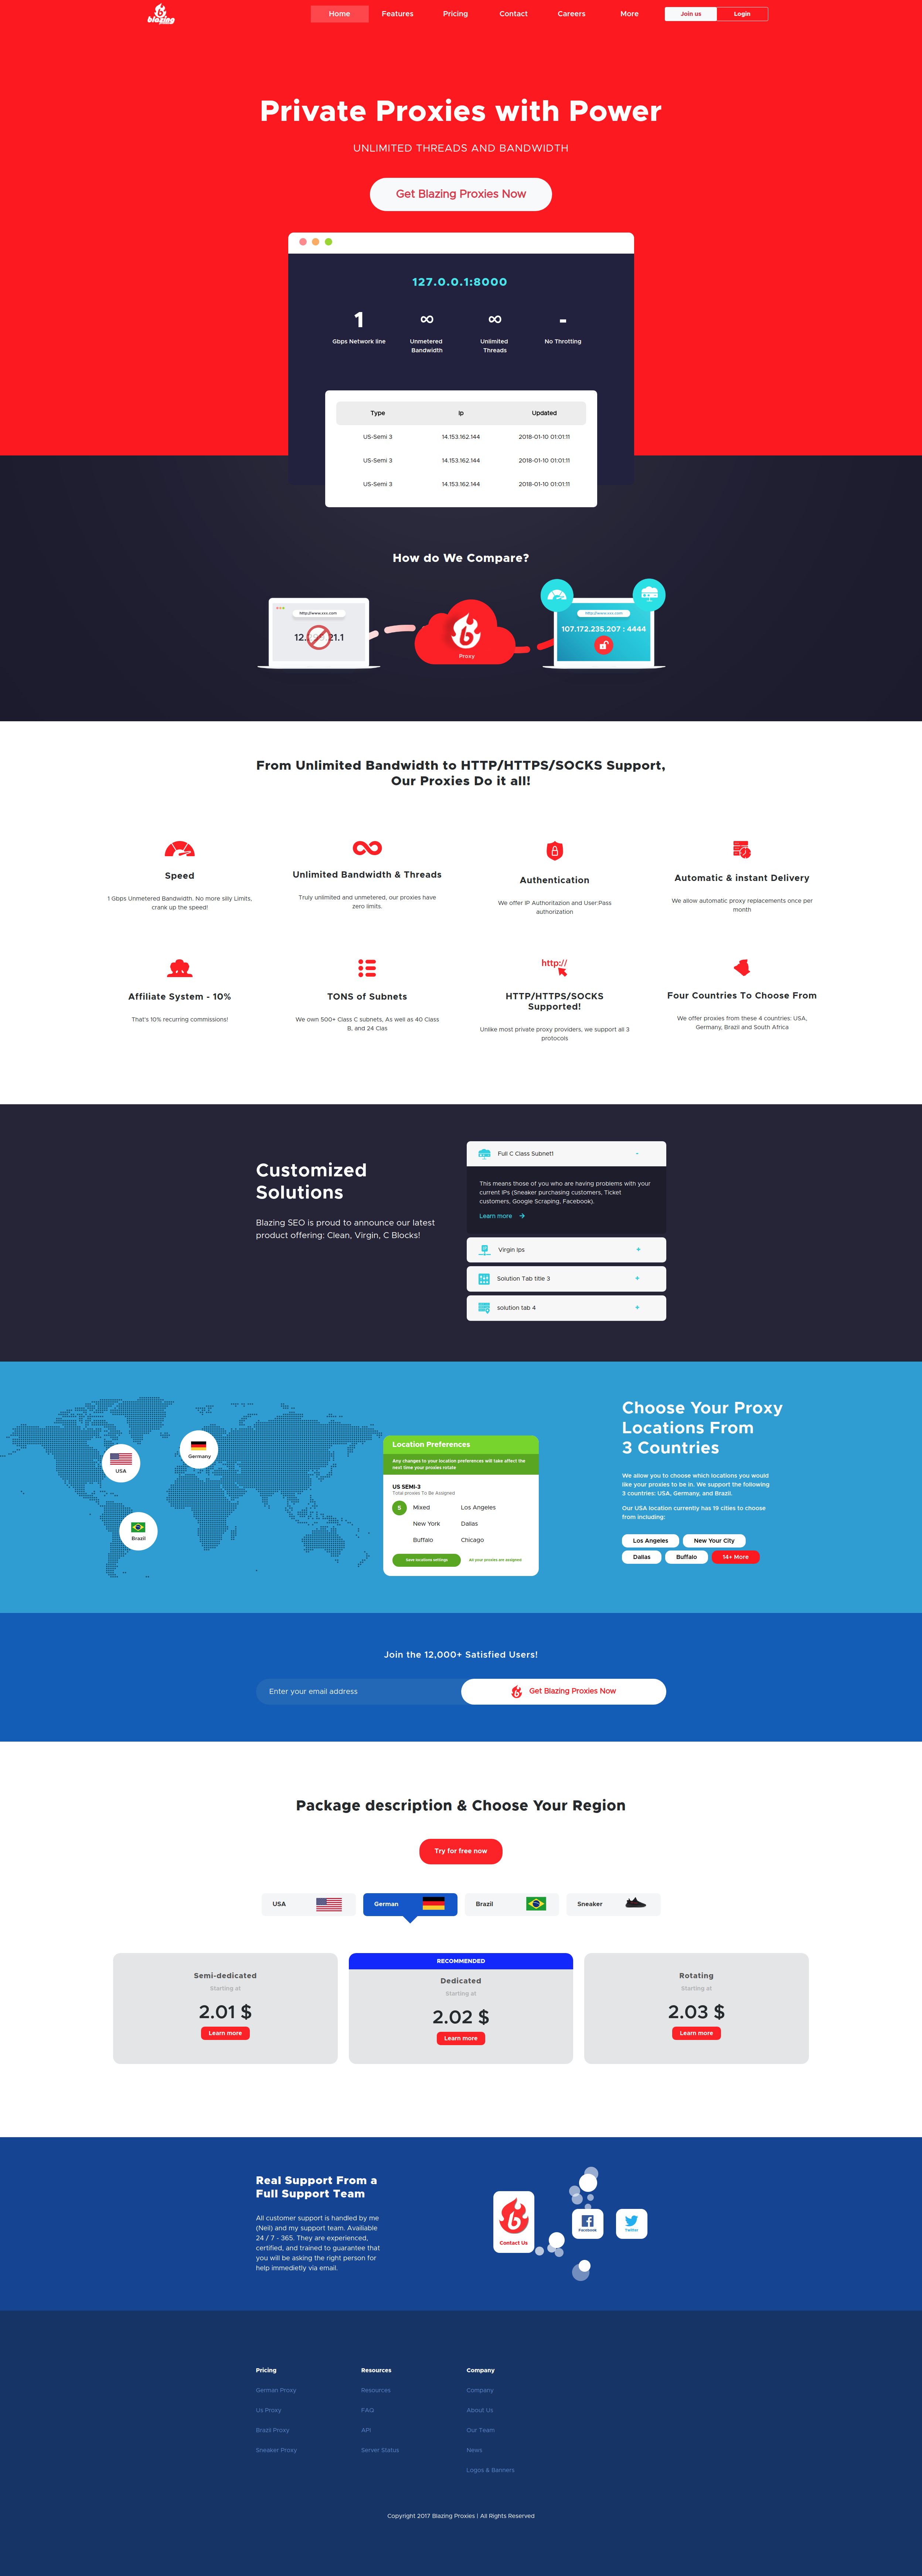 blazing
Home
Features
Pricing
Contact
Careers
More
Join us
Login
Private Proxies with Power
UNLIMITED THREADS AND BANDWIDTH
Get Blazing Proxies Now
127.0.0.1:8000
1
∞
∞
-
Gbps Network line
Unmetered
Bandwidth
Unlimited
Threads
No Throtting
Type
Ip
Updated
US-Semi 3
14.153.162.144
2018-01-10 01:01:11
US-Semi 3
14.153.162.144
2018-01-10 01:01:11
US-Semi 3
14.153.162.144
2018-01-10 01:01:11
How do We Compare?
http://www.xxx.com
12. 21.1
Proxy
http://www.xxx.com
107.172.235.207 : 4444
From Unlimited Bandwidth to HTTP/HTTPS/SOCKS Support,
Our Proxies Do it all!
Speed
1 Gbps Unmetered Bandwidth. No more silly Limits,
crank up the speed!
Unlimited Bandwidth & Threads
Truly unlimited and unmetered, our proxies have
zero limits.
Authentication
We offer IP Authoritazion and User:Pass
authorization
Automatic & instant Delivery
We allow automatic proxy replacements once per
month
Affiliate System - 10%
That's 10% recurring commissions!
TONS of Subnets
We own 500+ Class C subnets, As well as 40 Class
B, and 24 Clas
http://
HTTP/HTTPS/SOCKS
Supported!
Unlike most private proxy providers, we support all 3
protocols
Four Countries To Choose From
We offer proxies from these 4 countries: USA,
Germany, Brazil and South Africa
Customized
Solutions
Blazing SEO is proud to announce our latest
product offering: Clean, Virgin, C Blocks!
Full C Class Subnet1
-
This means those of you who are having problems with your
current IPs (Sneaker purchasing customers, Ticket
customers, Google Scraping, Facebook).
Learn more →
Virgin Ips
+
Solution Tab title 3
+
solution tab 4
+
USA
Germany
Brazil
Location Preferences
Any changes to your location preferences will take affect the
next time your proxies rotate
US SEMI-3
Total proxies To Be Assigned
5
Mixed
Los Angeles
New York
Dallas
Buffalo
Chicago
Save locations settings
All your proxies are assigned
Choose Your Proxy
Locations From
3 Countries
We allow you to choose which locations you would
like your proxies to be in. We support the following
3 countries: USA, Germany, and Brazil.
Our USA location currently has 19 cities to choose
from including:
Los Angeles
New Your City
Dallas
Buffalo
14+ More
Join the 12,000+ Satisfied Users!
Enter your email address
Get Blazing Proxies Now
Package description & Choose Your Region
Try for free now
USA
German
Brazil
Sneaker
Semi-dedicated
Starting at
2.01 $
Learn more
RECOMMENDED
Dedicated
Starting at
2.02 $
Learn more
Rotating
Starting at
2.03 $
Learn more
Real Support From a
Full Support Team
All customer support is handled by me
(Neil) and my support team. Available
24 / 7 - 365. They are experienced,
certified, and trained to guarantee that
you will be asking the right person for
help immedietly via email.
Contact Us
Facebook
Twitter
Pricing
German Proxy
Us Proxy
Brazil Proxy
Sneaker Proxy
Resources
Resources
FAQ
API
Server Status
Company
Company
About Us
Our Team
News
Logos & Banners
Copyright 2017 Blazing Proxies | All Rights Reserved